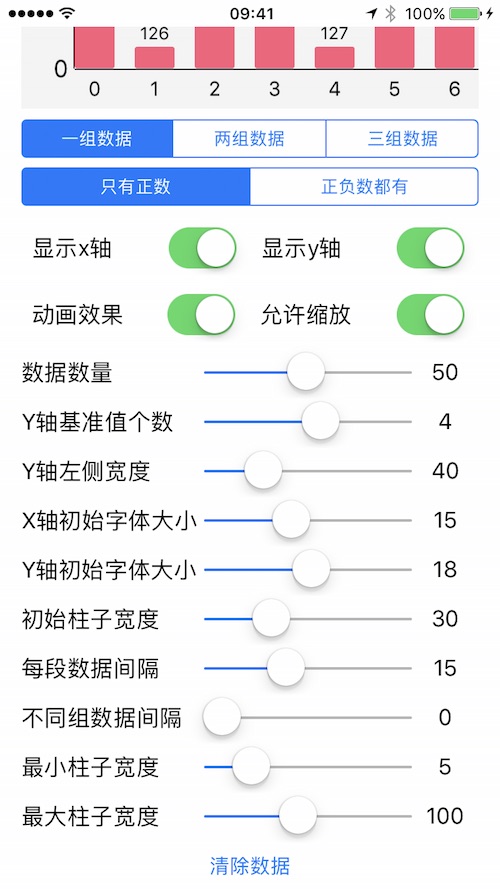 09:41 100%
126 127
0
0 1 2 3 4 5 6
一组数据 两组数据 三组数据
只有正数 正负数都有
显示x轴 显示y轴
动画效果 允许缩放
数据数量 50
Y轴基准值个数 4
Y轴左侧宽度 40
X轴初始字体大小 15
Y轴初始字体大小 18
初始柱子宽度 30
每段数据间隔 15
不同组数据间隔 0
最小柱子宽度 5
最大柱子宽度 100
清除数据